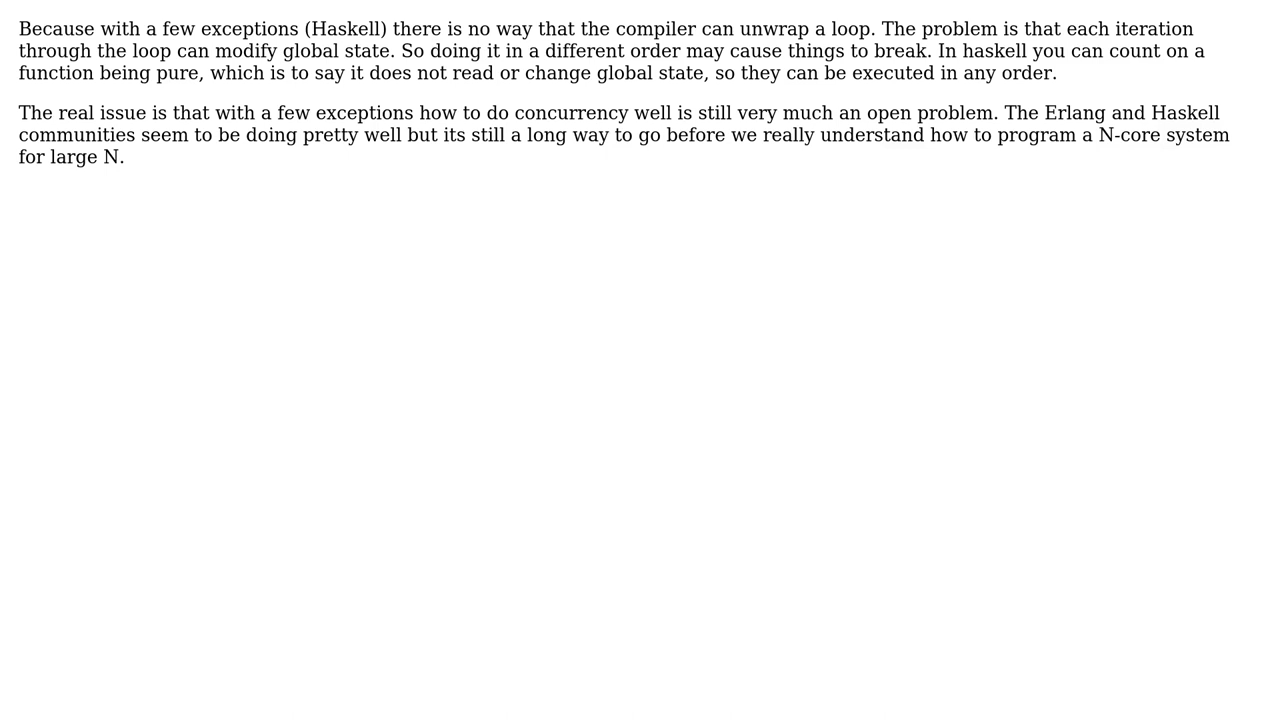 Because with a few exceptions (Haskell) there is no way that the compiler can unwrap a loop. The problem is that each iteration
through the loop can modify global state. So doing it in a different order may cause things to break. In haskell you can count on a
function being pure, which is to say it does not read or change global state, so they can be executed in any order.
The real issue is that with a few exceptions how to do concurrency well is still very much an open problem. The Erlang and Haskell
communities seem to be doing pretty well but its still a long way to go before we really understand how to program a N-core system
for large N.